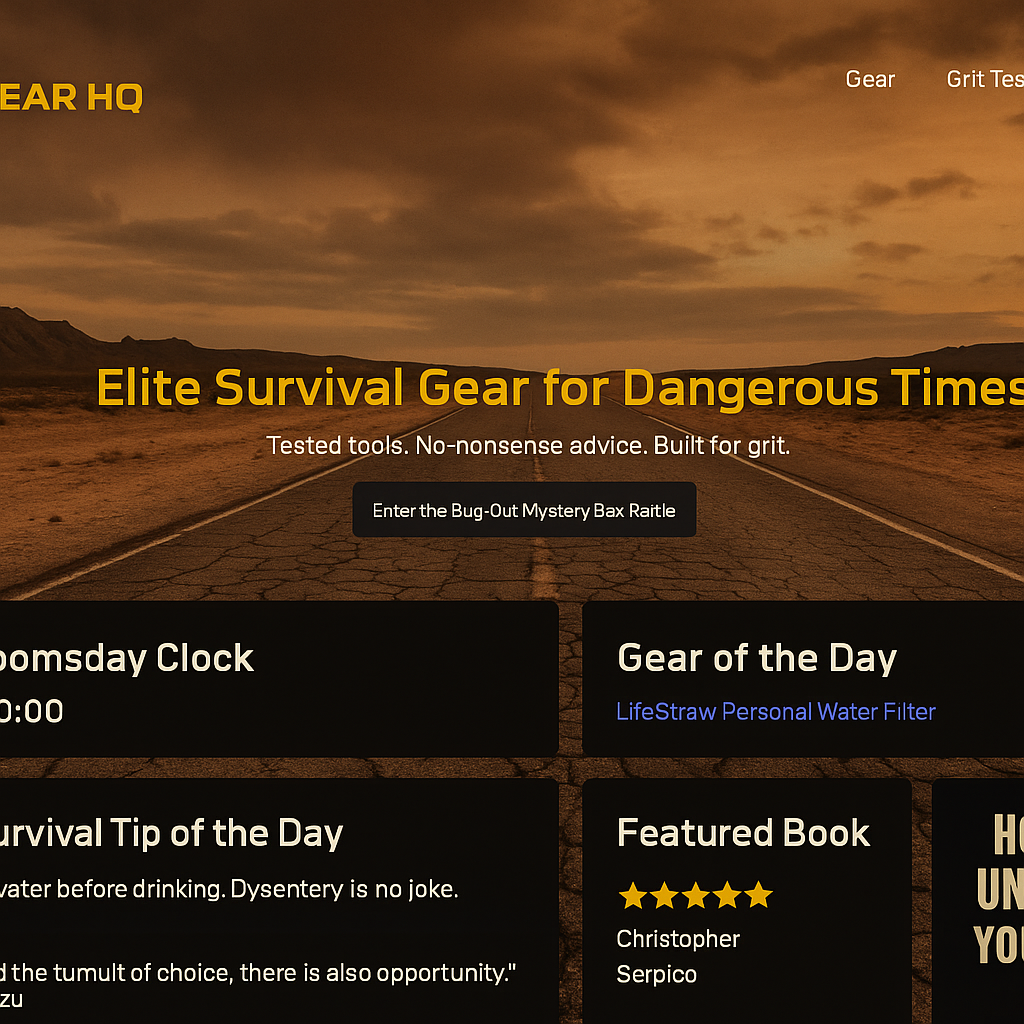 EAR HQ
Gear
Grit Tes
Elite Survival Gear for Dangerous Times
Tested tools. No-nonsense advice. Built for grit.
Enter the Bug-Out Mystery Bax Raitle
oomsday Clock
0:00
Gear of the Day
LifeStraw Personal Water Filter
urvival Tip of the Day
vater before drinking. Dysentery is no joke.
d the tumult of choice, there is also opportunity."
zu
Featured Book
★★★★★
Christopher
Serpico
HO
UN
YOU